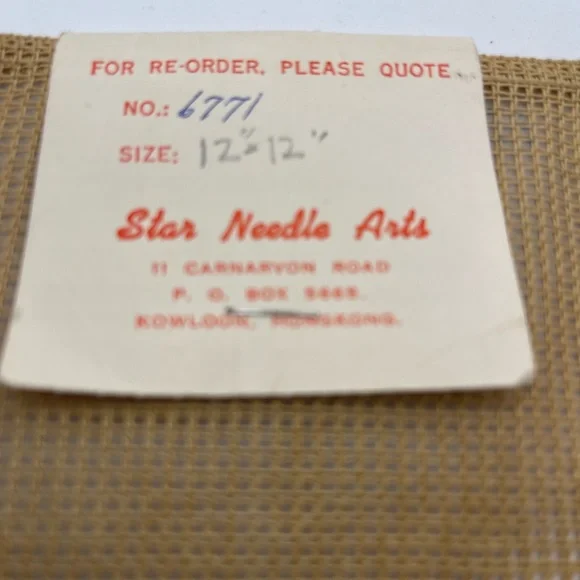 FOR RE-ORDER, PLEASE QUOTE
NO.: 6771
SIZE: 12"x12"
Star Needle Arts
11 CARNARVON ROAD
P. O. BOX 5665.
KOWLOON, HONGKONG.